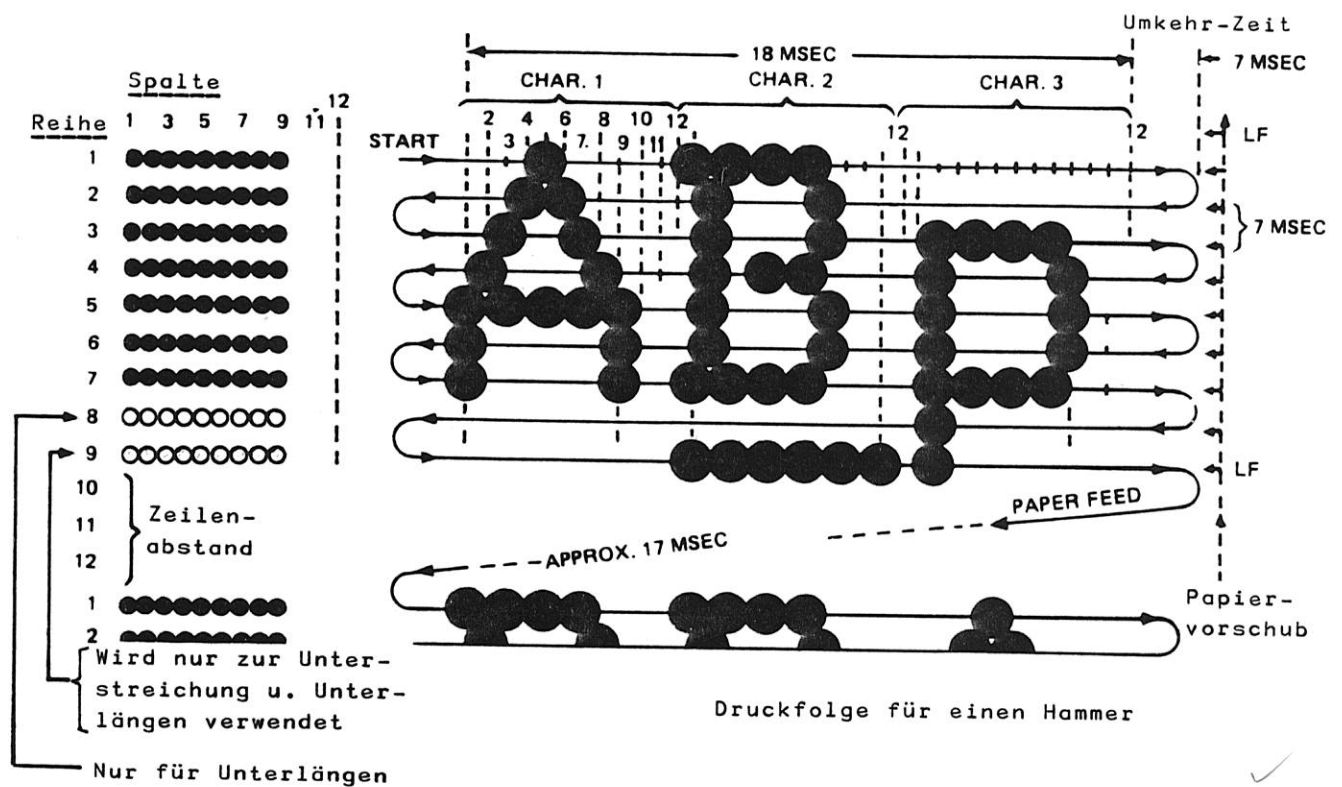 Umkehr-Zeit
18 MSEC
7 MSEC
Spalte
CHAR. 1 CHAR. 2 CHAR. 3
12
Reihe 1 3 5 7 9 11
2 4 6 8 10 12 12 12
START 3 7. 9 11
LF
1
2
3
7 MSEC
4
5
6
7
8
9
LF
10
PAPER FEED
11
Zeilen-
abstand
12
APPROX. 17 MSEC
1
Papier-
vorschub
2
Wird nur zur Unter-
streichung u. Unter-
längen verwendet
Druckfolge für einen Hammer
Nur für Unterlängen